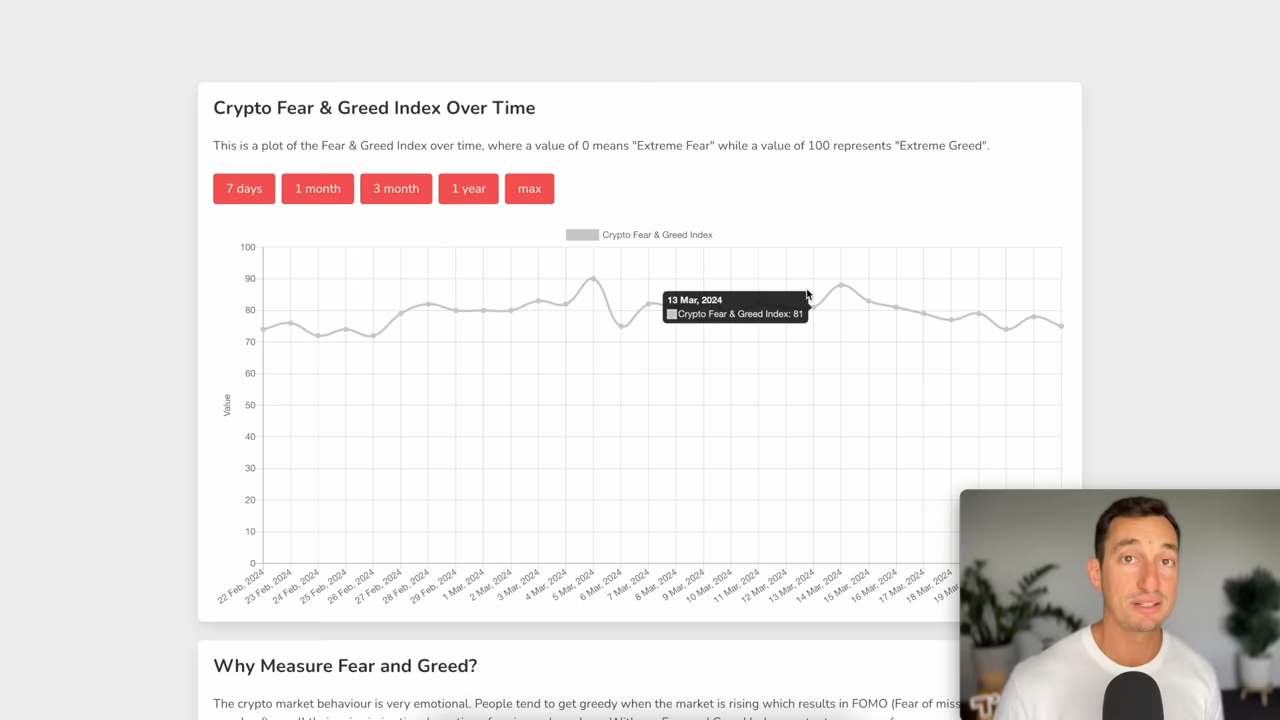 Crypto Fear & Greed Index Over Time
This is a plot of the Fear & Greed Index over time, where a value of 0 means "Extreme Fear" while a value of 100 represents "Extreme Greed".
7 days 1 month 3 month 1 year max
Crypto Fear & Greed Index
100
90
80
70
60
50
40
30
20
10
0
Value
13 Mar, 2024
Crypto Fear & Greed Index: 81
22 Feb, 2024
23 Feb, 2024
24 Feb, 2024
25 Feb, 2024
26 Feb, 2024
27 Feb, 2024
28 Feb, 2024
29 Feb, 2024
1 Mar, 2024
2 Mar, 2024
3 Mar, 2024
4 Mar, 2024
5 Mar, 2024
6 Mar, 2024
7 Mar, 2024
8 Mar, 2024
9 Mar, 2024
10 Mar, 2024
11 Mar, 2024
12 Mar, 2024
13 Mar, 2024
14 Mar, 2024
15 Mar, 2024
16 Mar, 2024
17 Mar, 2024
18 Mar, 2024
19 Mar,
Why Measure Fear and Greed?
The crypto market behaviour is very emotional. People tend to get greedy when the market is rising which results in FOMO (Fear of miss